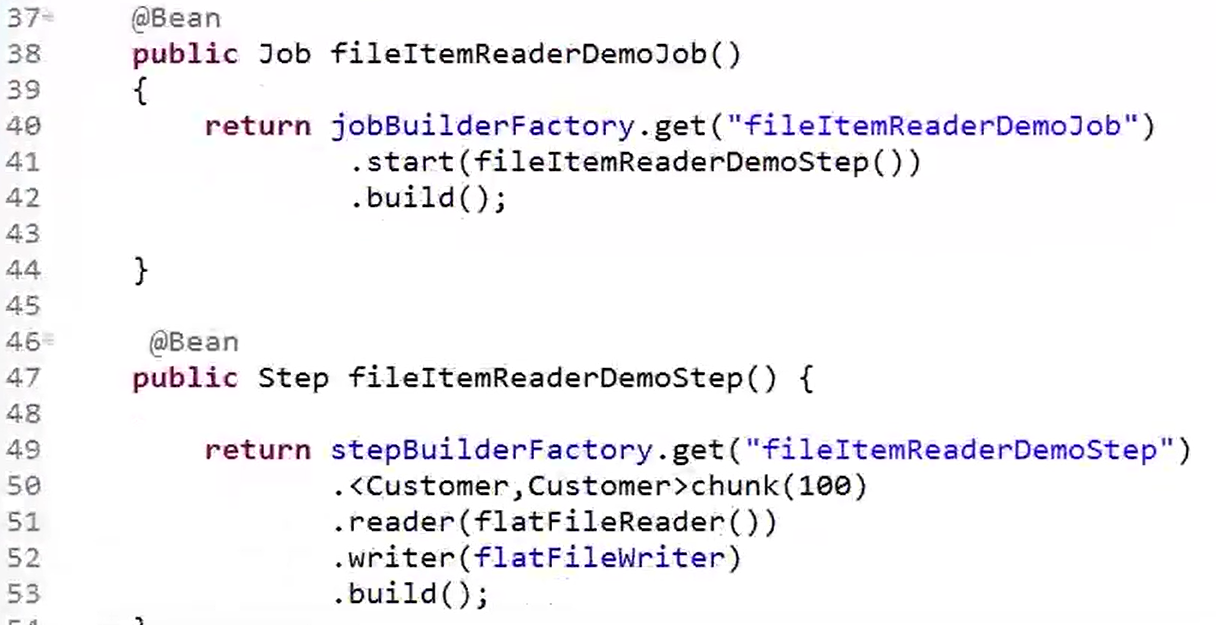 37 @Bean
38 public Job fileItemReaderDemoJob()
39 {
40 return jobBuilderFactory.get("fileItemReaderDemoJob")
41 .start(fileItemReaderDemoStep())
42 .build();
43
44 }
45
46 @Bean
47 public Step fileItemReaderDemoStep() {
48
49 return stepBuilderFactory.get("fileItemReaderDemoStep")
50 .<Customer,Customer>chunk(100)
51 .reader(flatFileReader())
52 .writer(flatFileWriter)
53 .build();